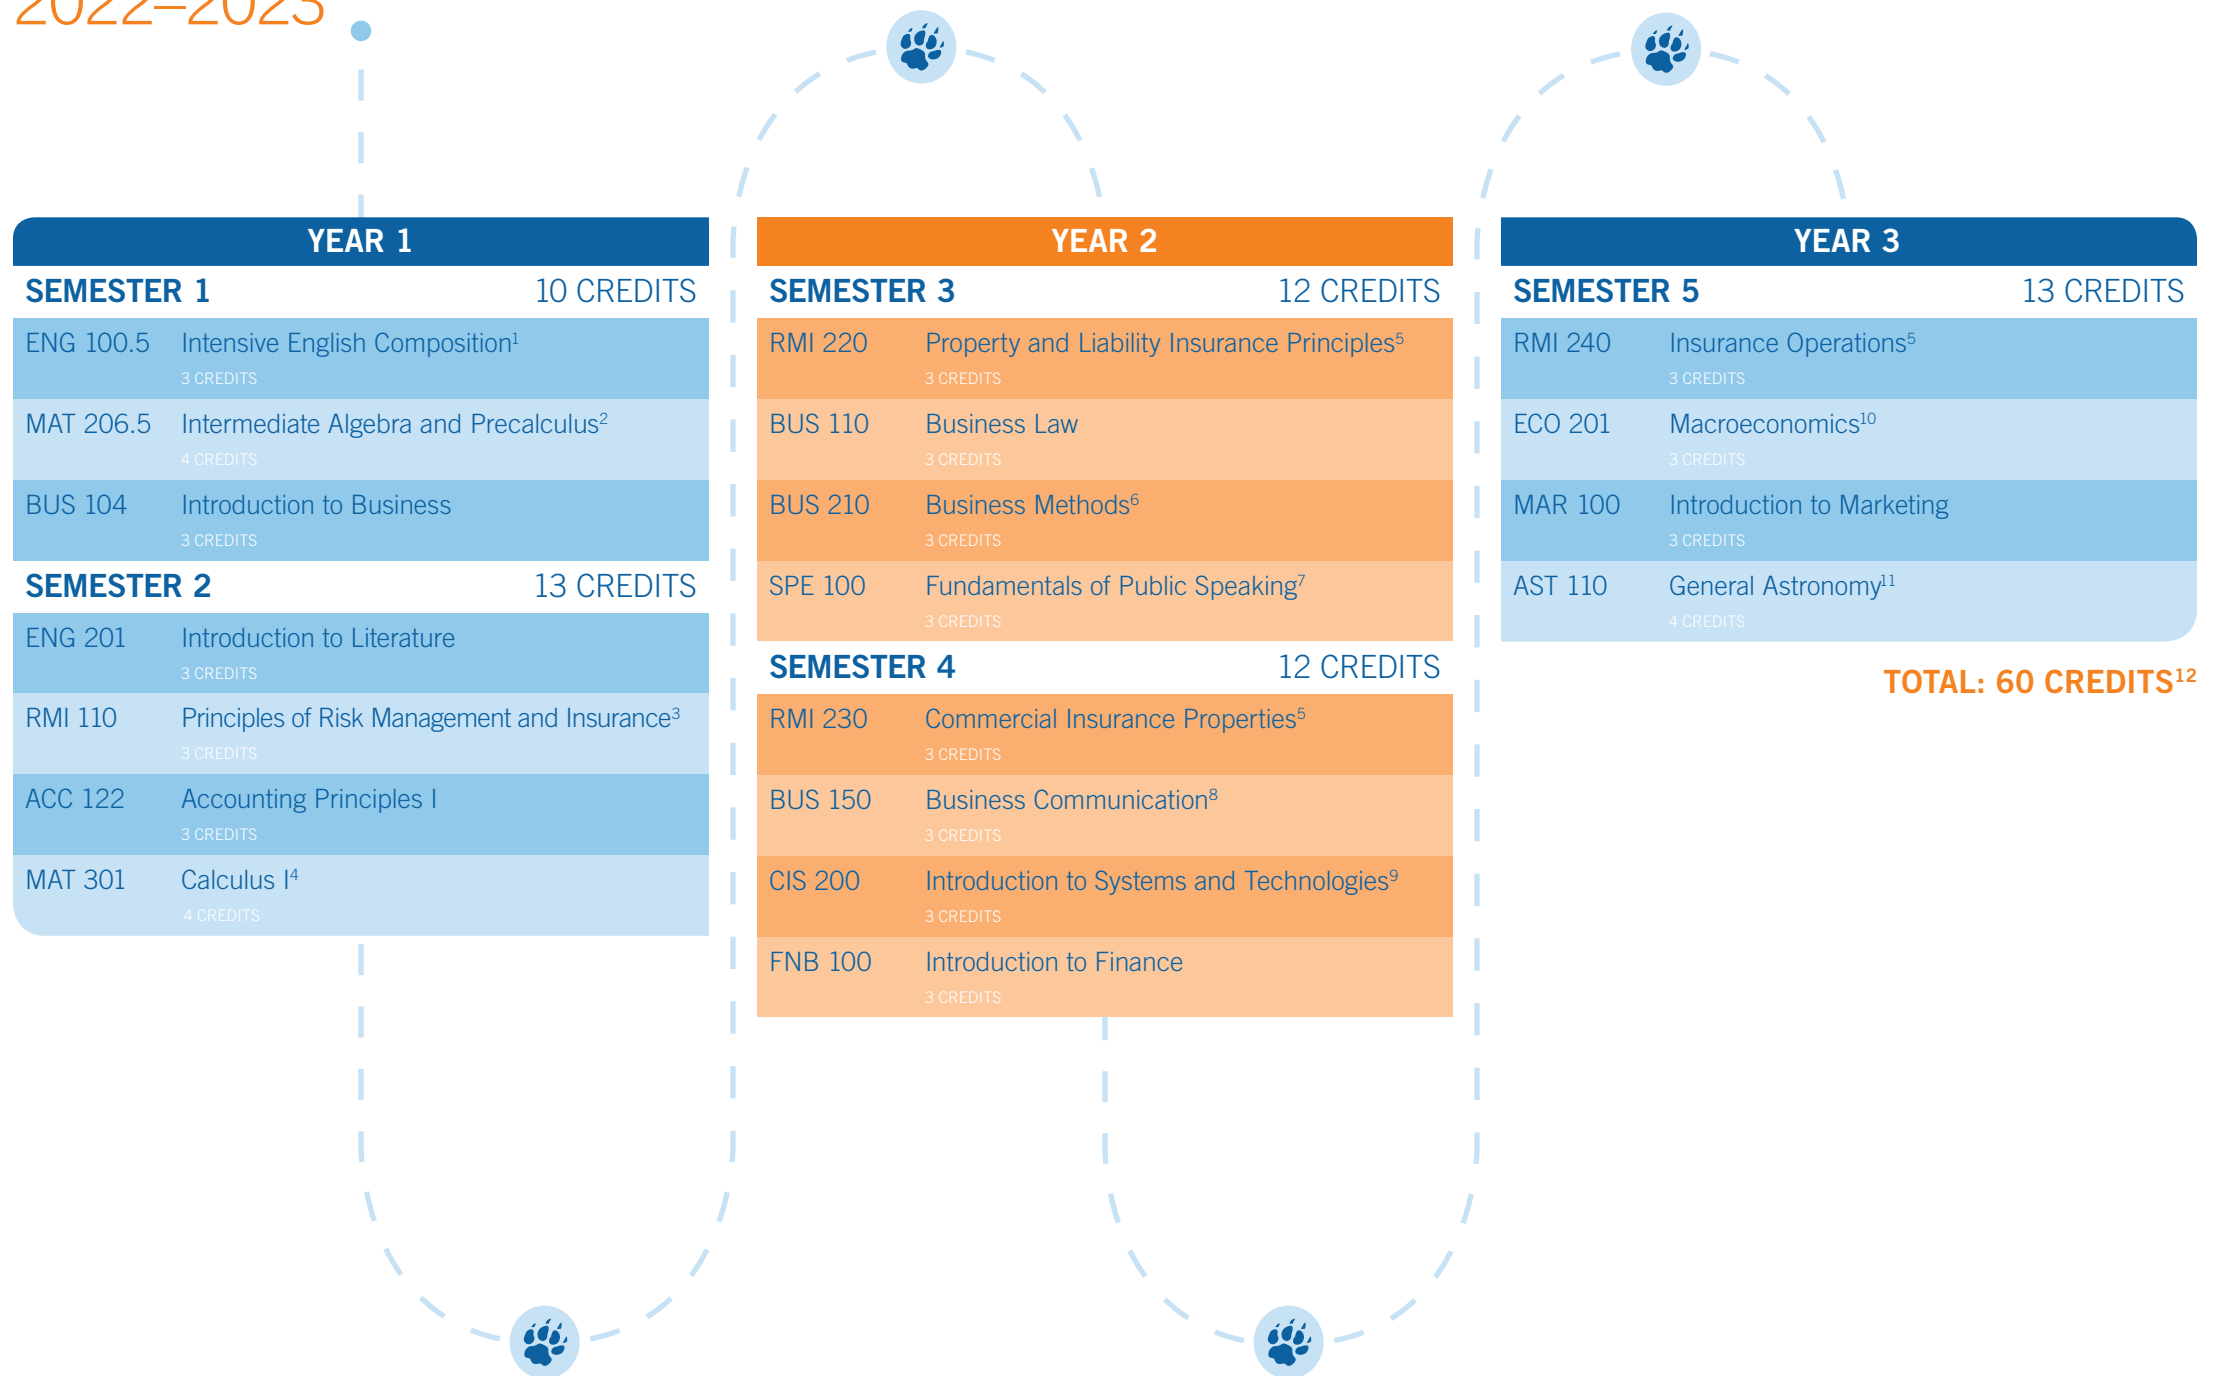 2022–2023
YEAR 1
SEMESTER 1 10 CREDITS
ENG 100.5 Intensive English Composition¹
3 CREDITS
MAT 206.5 Intermediate Algebra and Precalculus²
4 CREDITS
BUS 104 Introduction to Business
3 CREDITS
SEMESTER 2 13 CREDITS
ENG 201 Introduction to Literature
3 CREDITS
RMI 110 Principles of Risk Management and Insurance³
3 CREDITS
ACC 122 Accounting Principles I
3 CREDITS
MAT 301 Calculus I⁴
4 CREDITS
YEAR 2
SEMESTER 3 12 CREDITS
RMI 220 Property and Liability Insurance Principles⁵
3 CREDITS
BUS 110 Business Law
3 CREDITS
BUS 210 Business Methods⁶
3 CREDITS
SPE 100 Fundamentals of Public Speaking⁷
3 CREDITS
SEMESTER 4 12 CREDITS
RMI 230 Commercial Insurance Properties⁵
3 CREDITS
BUS 150 Business Communication⁸
3 CREDITS
CIS 200 Introduction to Systems and Technologies⁹
3 CREDITS
FNB 100 Introduction to Finance
3 CREDITS
YEAR 3
SEMESTER 5 13 CREDITS
RMI 240 Insurance Operations⁵
3 CREDITS
ECO 201 Macroeconomics¹⁰
3 CREDITS
MAR 100 Introduction to Marketing
3 CREDITS
AST 110 General Astronomy¹¹
4 CREDITS
TOTAL: 60 CREDITS¹²